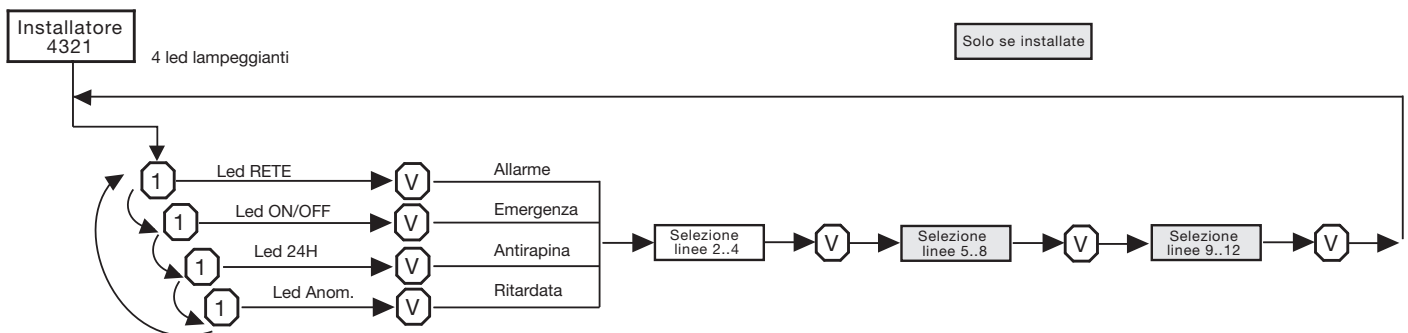 Installatore
4321
4 led lampeggianti
Solo se installate
1
Led RETE
V
Allarme
1
Led ON/OFF
V
Emergenza
1
Led 24H
V
Antirapina
1
Led Anom.
V
Ritardata
Selezione
linee 2..4
V
Selezione
linee 5..8
V
Selezione
linee 9..12
V